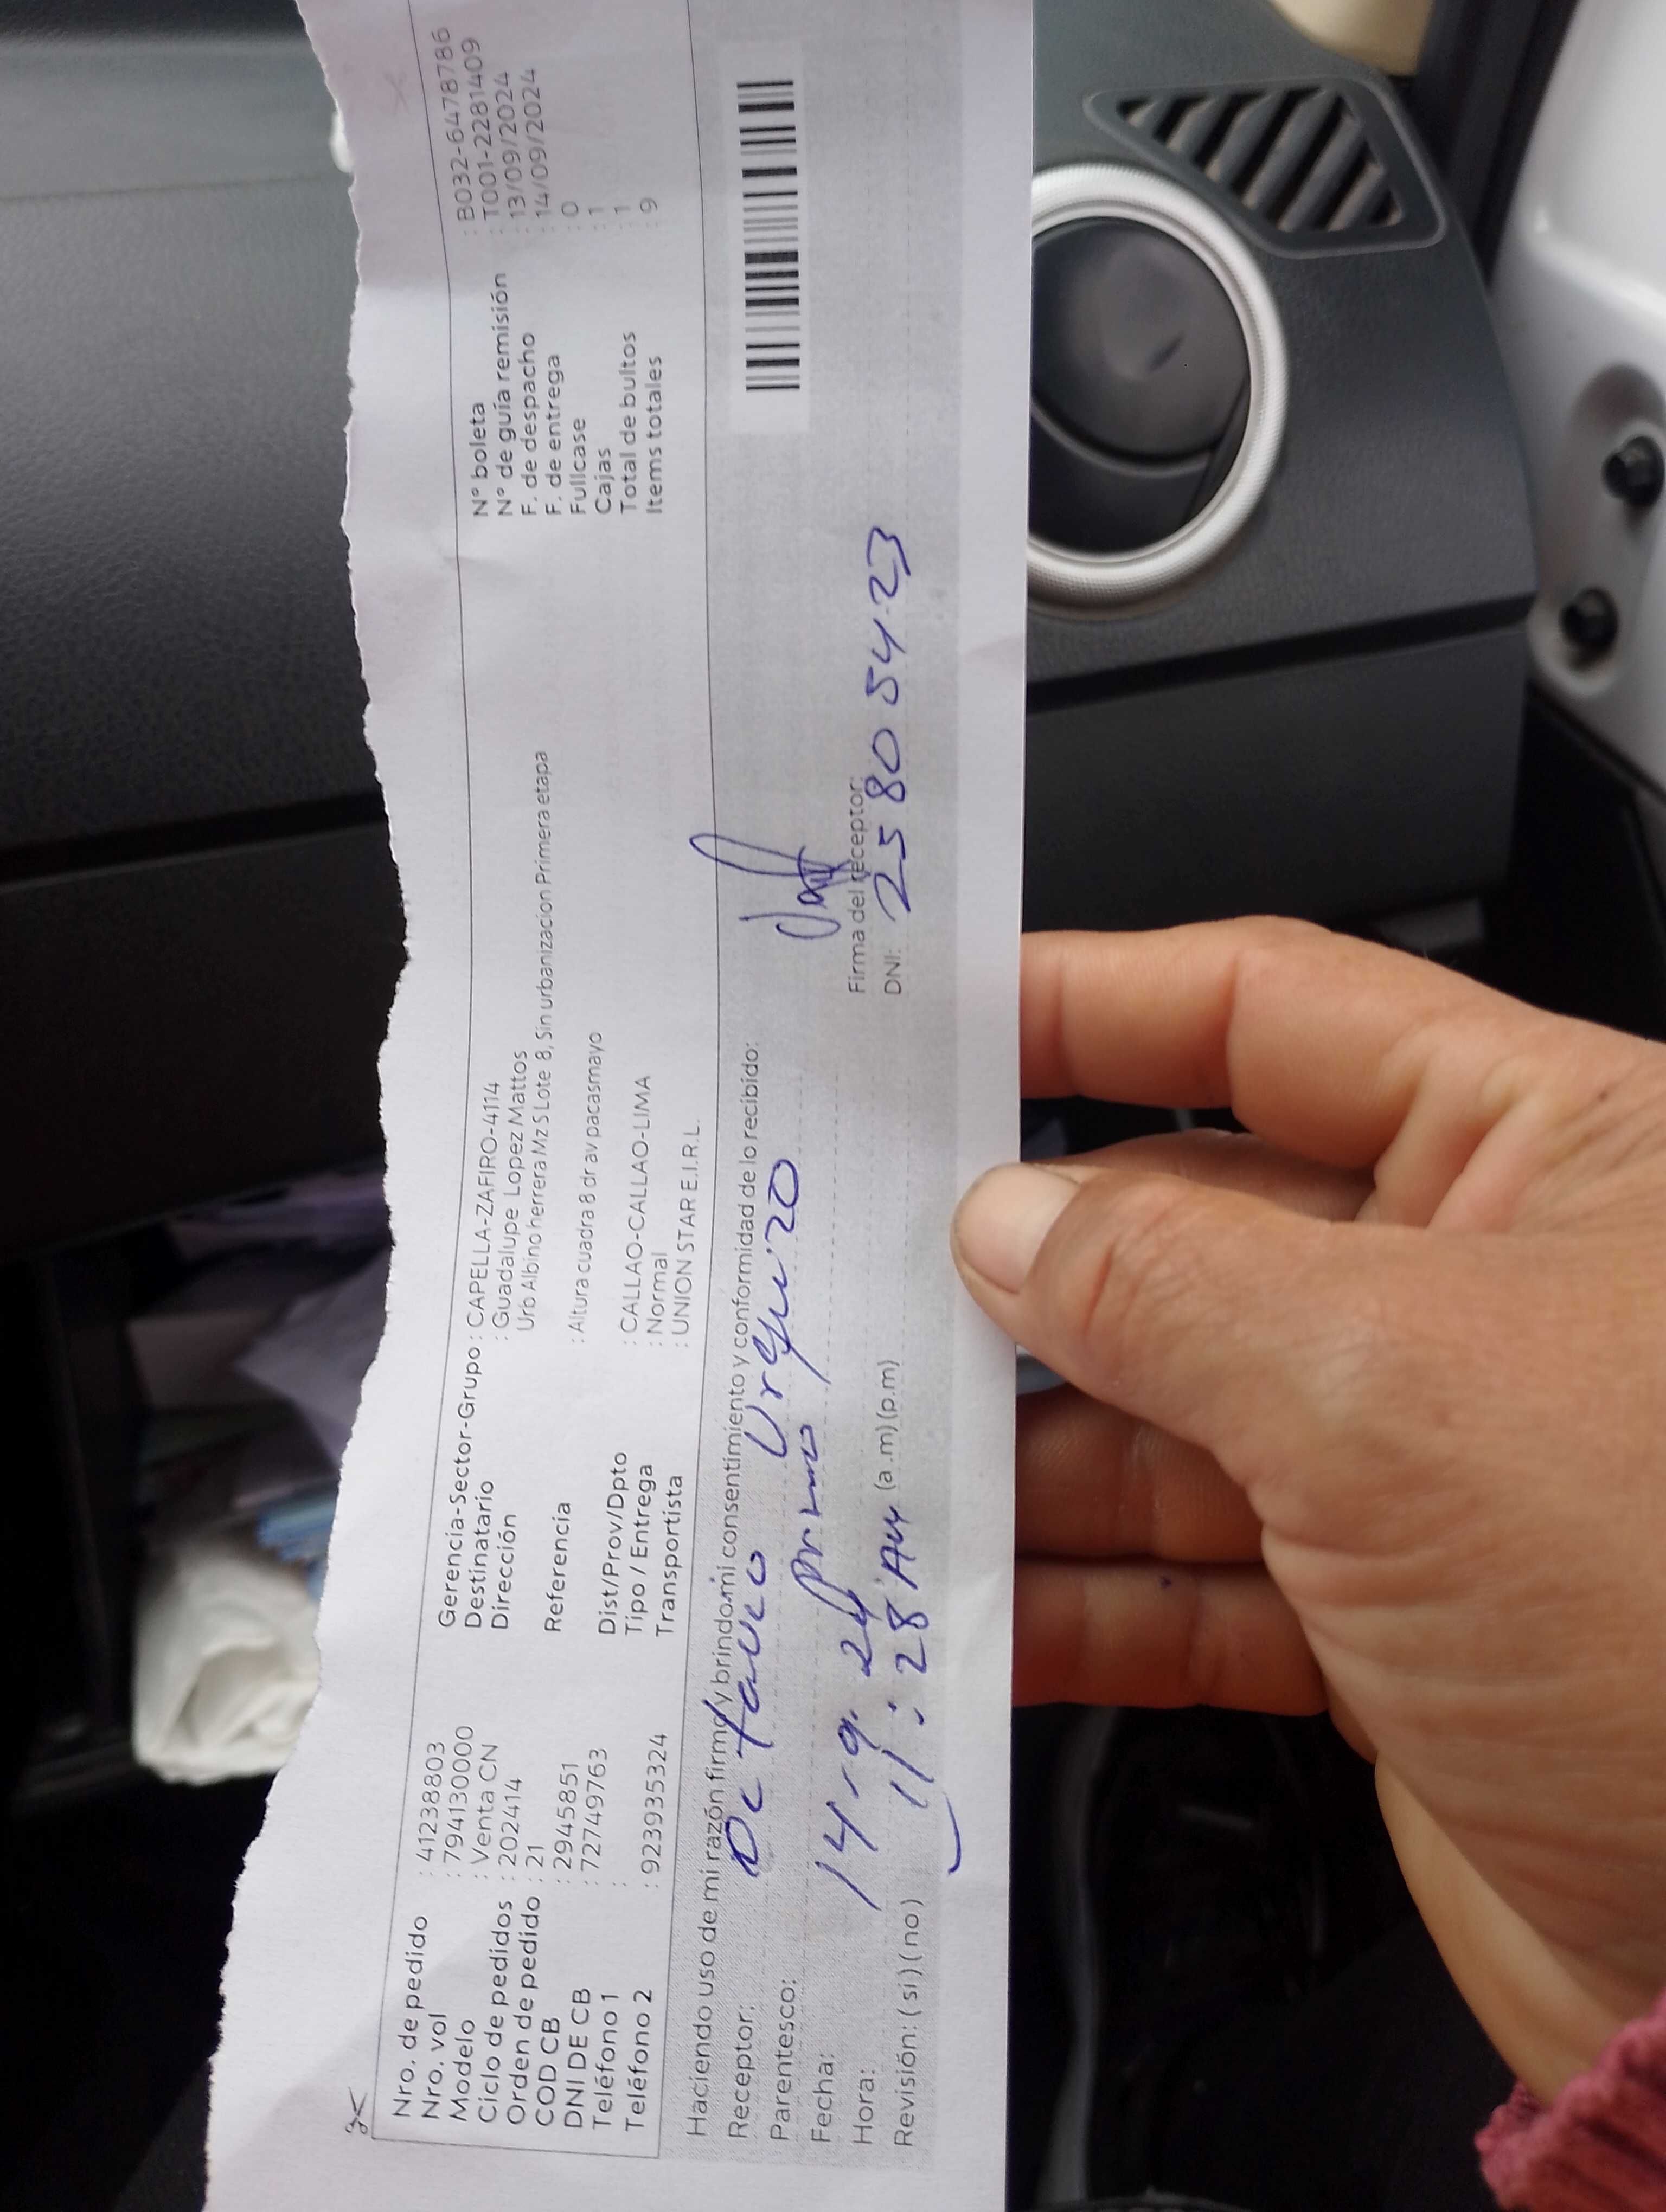 Nro. de pedido : 41238803
Nro. vol : 794130000
Modelo : Venta CN
Ciclo de pedidos : 202414
Orden de pedido : 21
COD CB : 2945851
DNI DE CB : 72749763
Teléfono 1 :
Teléfono 2 : 923935324
Gerencia-Sector-Grupo : CAPELLA-ZAFIRO-4114
Destinatario : Guadalupe Lopez Mattos
Dirección Urb Albino herrera Mz S Lote 8, Sin urbanizacion Primera etapa
Referencia : Altura cuadra 8 dr av pacasmayo
Dist/Prov/Dpto : CALLAO-CALLAO-LIMA
Tipo / Entrega : Normal
Transportista : UNION STAR E.I.R.L.
N° boleta : B032-6478786
N° de guía remisión : T001-2281409
F. de despacho : 13/09/2024
F. de entrega : 14/09/2024
Fullcase : 0
Cajas : 1
Total de bultos : 1
Items totales : 9
Haciendo uso de mi razón firmo y brindo mi consentimiento y conformidad de lo recibido:
Receptor: Octavio
Parentesco: primo
Fecha: 14-9-24
Hora: 11:28 AM (a.m) (p.m)
Revisión: (si) (no)
Firma del receptor:
DNI: 25805423